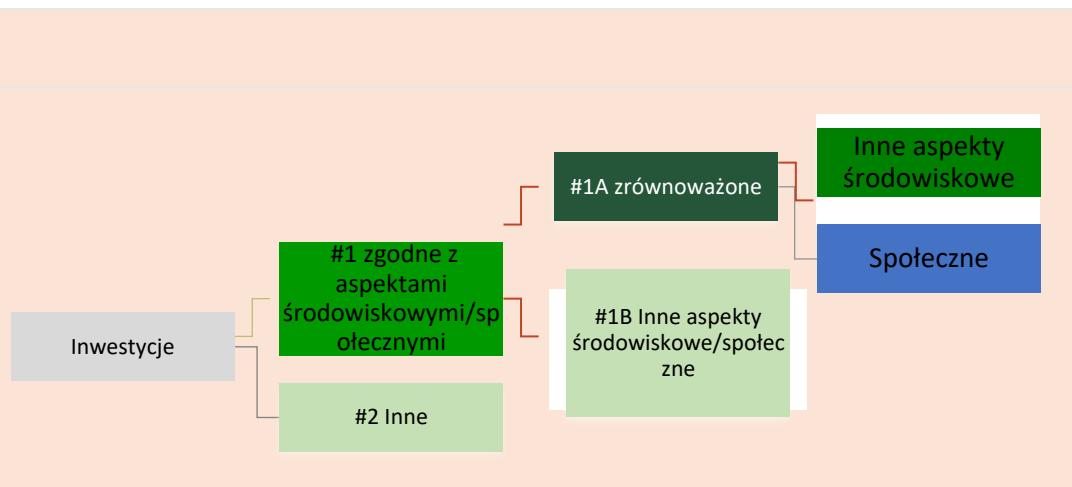 Inwestycje
#1 zgodne z
aspektami
środowiskowymi/sp
ołecznymi
#2 Inne
#1A zrównoważone
#1B Inne aspekty
środowiskowe/społec
zne
Inne aspekty
środowiskowe
Społeczne